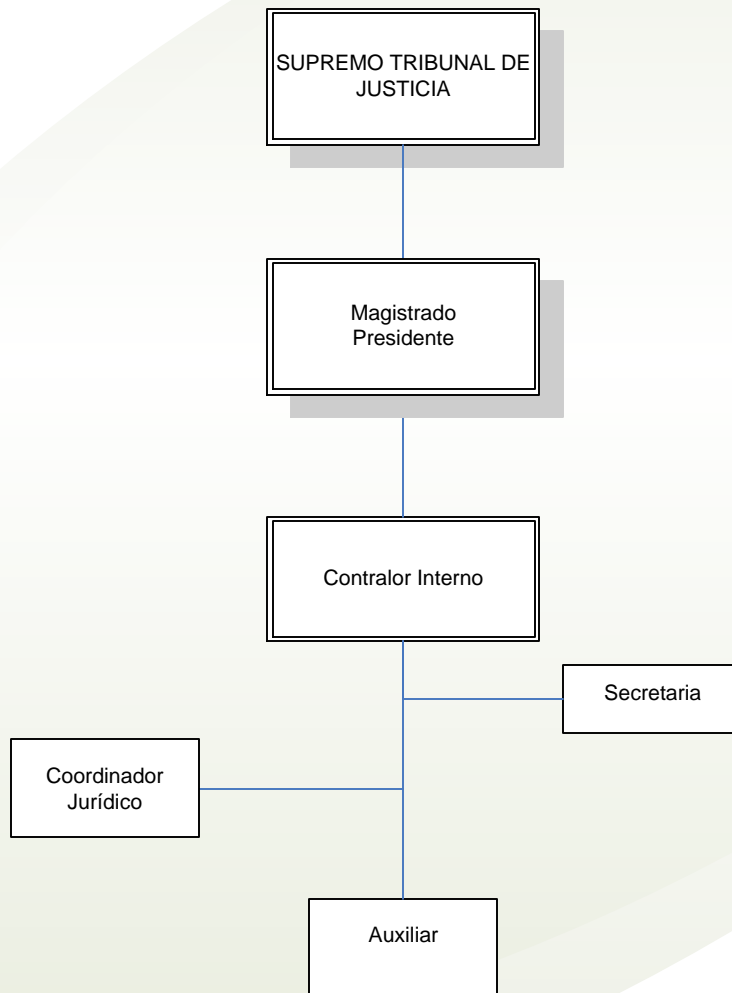 SUPREMO TRIBUNAL DE
JUSTICIA
Magistrado
Presidente
Contralor Interno
Secretaria
Coordinador
Jurídico
Auxiliar